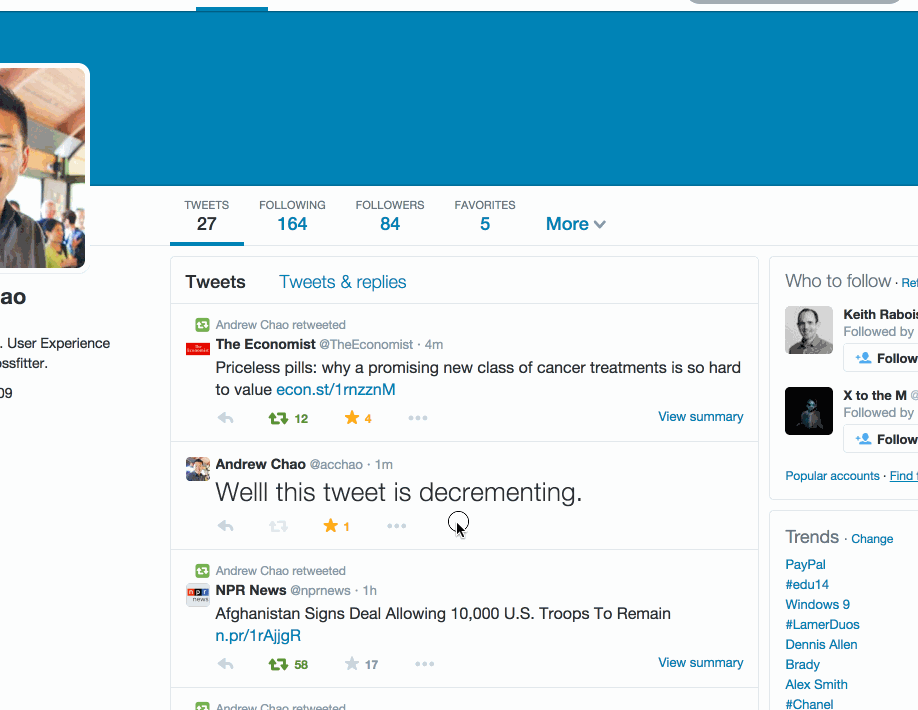 TWEETS FOLLOWING FOLLOWERS FAVORITES
27 164 84 5 More
Tweets Tweets & replies
Andrew Chao retweeted
The Economist @TheEconomist · 4m
Priceless pills: why a promising new class of cancer treatments is so hard
to value econ.st/1rnzznM
12 4 View summary
Andrew Chao @acchao · 1m
Welll this tweet is decrementing.
1
Andrew Chao retweeted
NPR News @nprnews · 1h
Afghanistan Signs Deal Allowing 10,000 U.S. Troops To Remain
n.pr/1rAjjgR
58 17 View summary
Andrew Chao retweeted
ao
. User Experience
ossfitter.
09
Who to follow · Ref
Keith Rabois
Followed by
Follow
X to the M @
Followed by
Follow
Popular accounts · Find
Trends · Change
PayPal
#edu14
Windows 9
#LamerDuos
Dennis Allen
Brady
Alex Smith
#Chanel